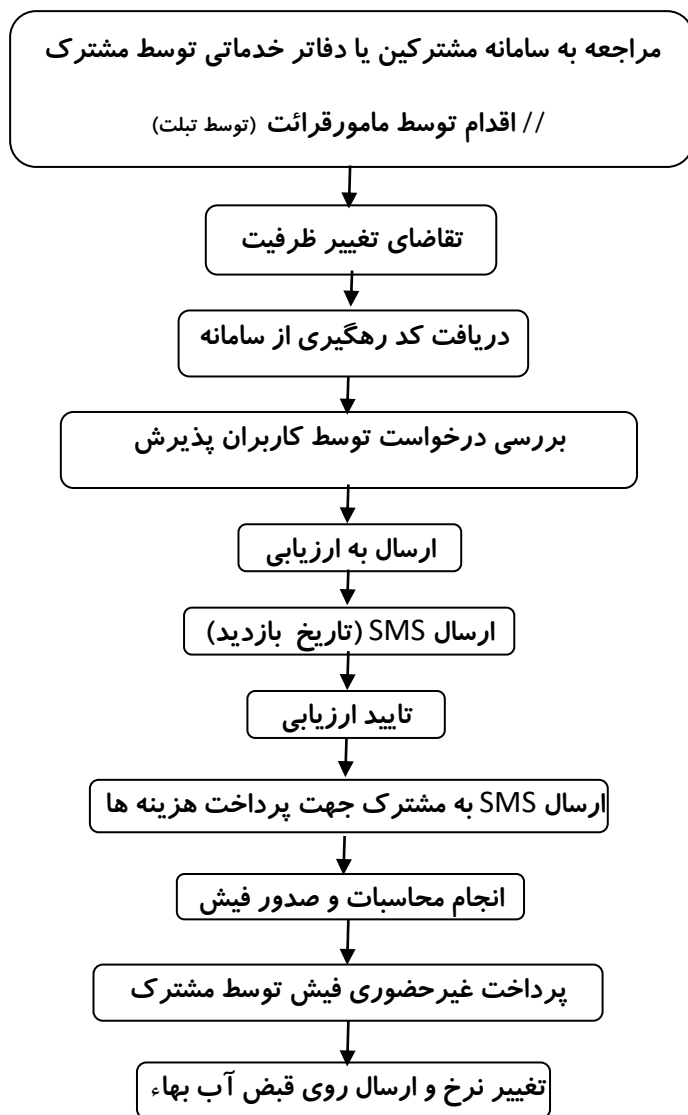 مراجعه به سامانه مشترکین یا دفاتر خدماتی توسط مشترک
// اقدام توسط مامورقرائت (توسط تبلت)
تقاضای تغییر ظرفیت
دریافت کد رهگیری از سامانه
بررسی درخواست توسط کاربران پذیرش
ارسال به ارزیابی
ارسال SMS (تاریخ بازدید)
تایید ارزیابی
ارسال SMS به مشترک جهت پرداخت هزینه ها
انجام محاسبات و صدور فیش
پرداخت غیرحضوری فیش توسط مشترک
تغییر نرخ و ارسال روی قبض آب بهاء